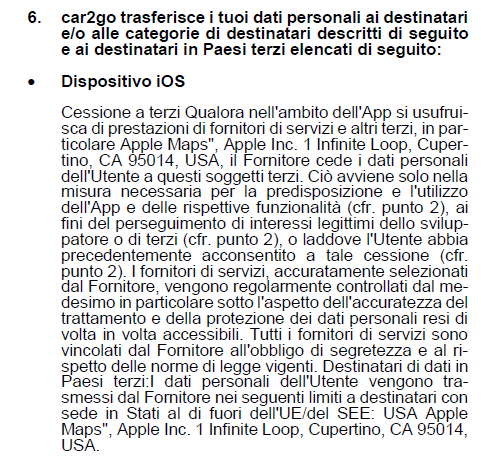 6. car2go trasferisce i tuoi dati personali ai destinatari
e/o alle categorie di destinatari descritti di seguito
e ai destinatari in Paesi terzi elencati di seguito:
• Dispositivo iOS
Cessione a terzi Qualora nell'ambito dell'App si usufrui-
sca di prestazioni di fornitori di servizi e altri terzi, in par-
ticolare Apple Maps", Apple Inc. 1 Infinite Loop, Cuper-
tino, CA 95014, USA, il Fornitore cede i dati personali
dell'Utente a questi soggetti terzi. Ciò avviene solo nella
misura necessaria per la predisposizione e l'utilizzo
dell'App e delle rispettive funzionalità (cfr. punto 2), ai
fini del perseguimento di interessi legittimi dello svilup-
patore o di terzi (cfr. punto 2), o laddove l'Utente abbia
precedentemente acconsentito a tale cessione (cfr.
punto 2). I fornitori di servizi, accuratamente selezionati
dal Fornitore, vengono regolarmente controllati dal me-
desimo in particolare sotto l'aspetto dell'accuratezza del
trattamento e della protezione dei dati personali resi di
volta in volta accessibili. Tutti i fornitori di servizi sono
vincolati dal Fornitore all'obbligo di segretezza e al ri-
spetto delle norme di legge vigenti. Destinatari di dati in
Paesi terzi:I dati personali dell'Utente vengono tra-
smessi dal Fornitore nei seguenti limiti a destinatari con
sede in Stati al di fuori dell'UE/del SEE: USA Apple
Maps", Apple Inc. 1 Infinite Loop, Cupertino, CA 95014,
USA.